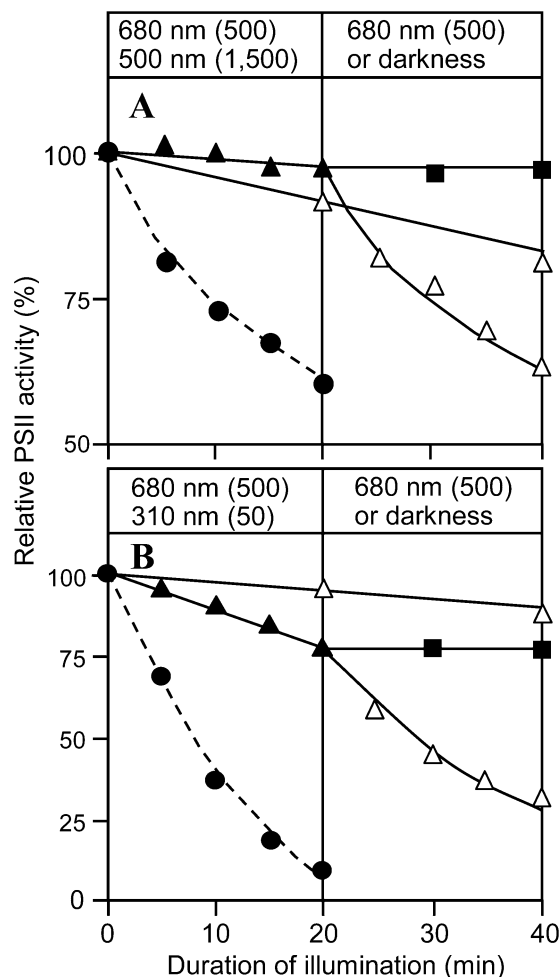 680 nm (500)
500 nm (1,500)
680 nm (500)
or darkness
A
100
75
50
Relative PSII activity (%)
680 nm (500)
310 nm (50)
680 nm (500)
or darkness
B
100
75
50
25
0
0
10
20
30
40
Duration of illumination (min)